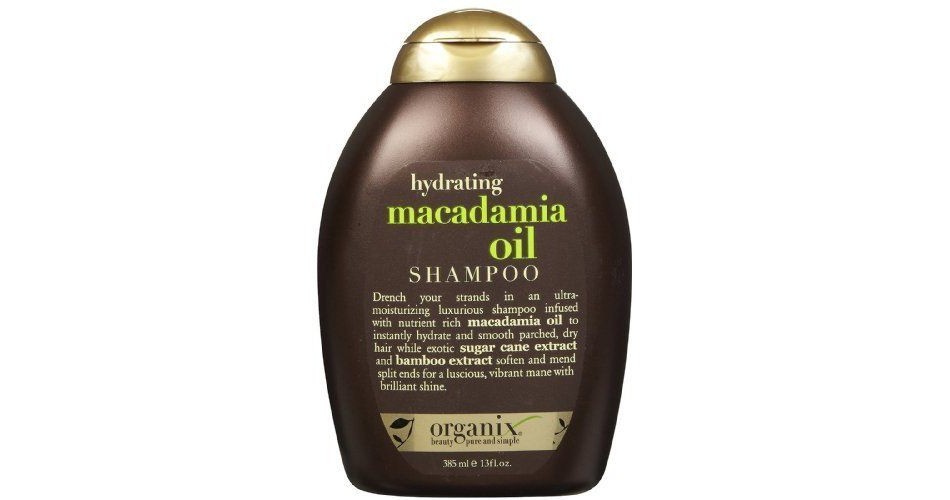 hydrating
macadamia
oil
SHAMPOO
Drench your strands in an ultra-
moisturizing luxurious shampoo infused
with nutrient rich macadamia oil to
instantly hydrate and smooth parched, dry
hair while exotic sugar cane extract
and bamboo extract soften and mend
split ends for a luscious, vibrant mane with
brilliant shine.
organix®
beauty pure and simple
385 ml e 13fl.oz.